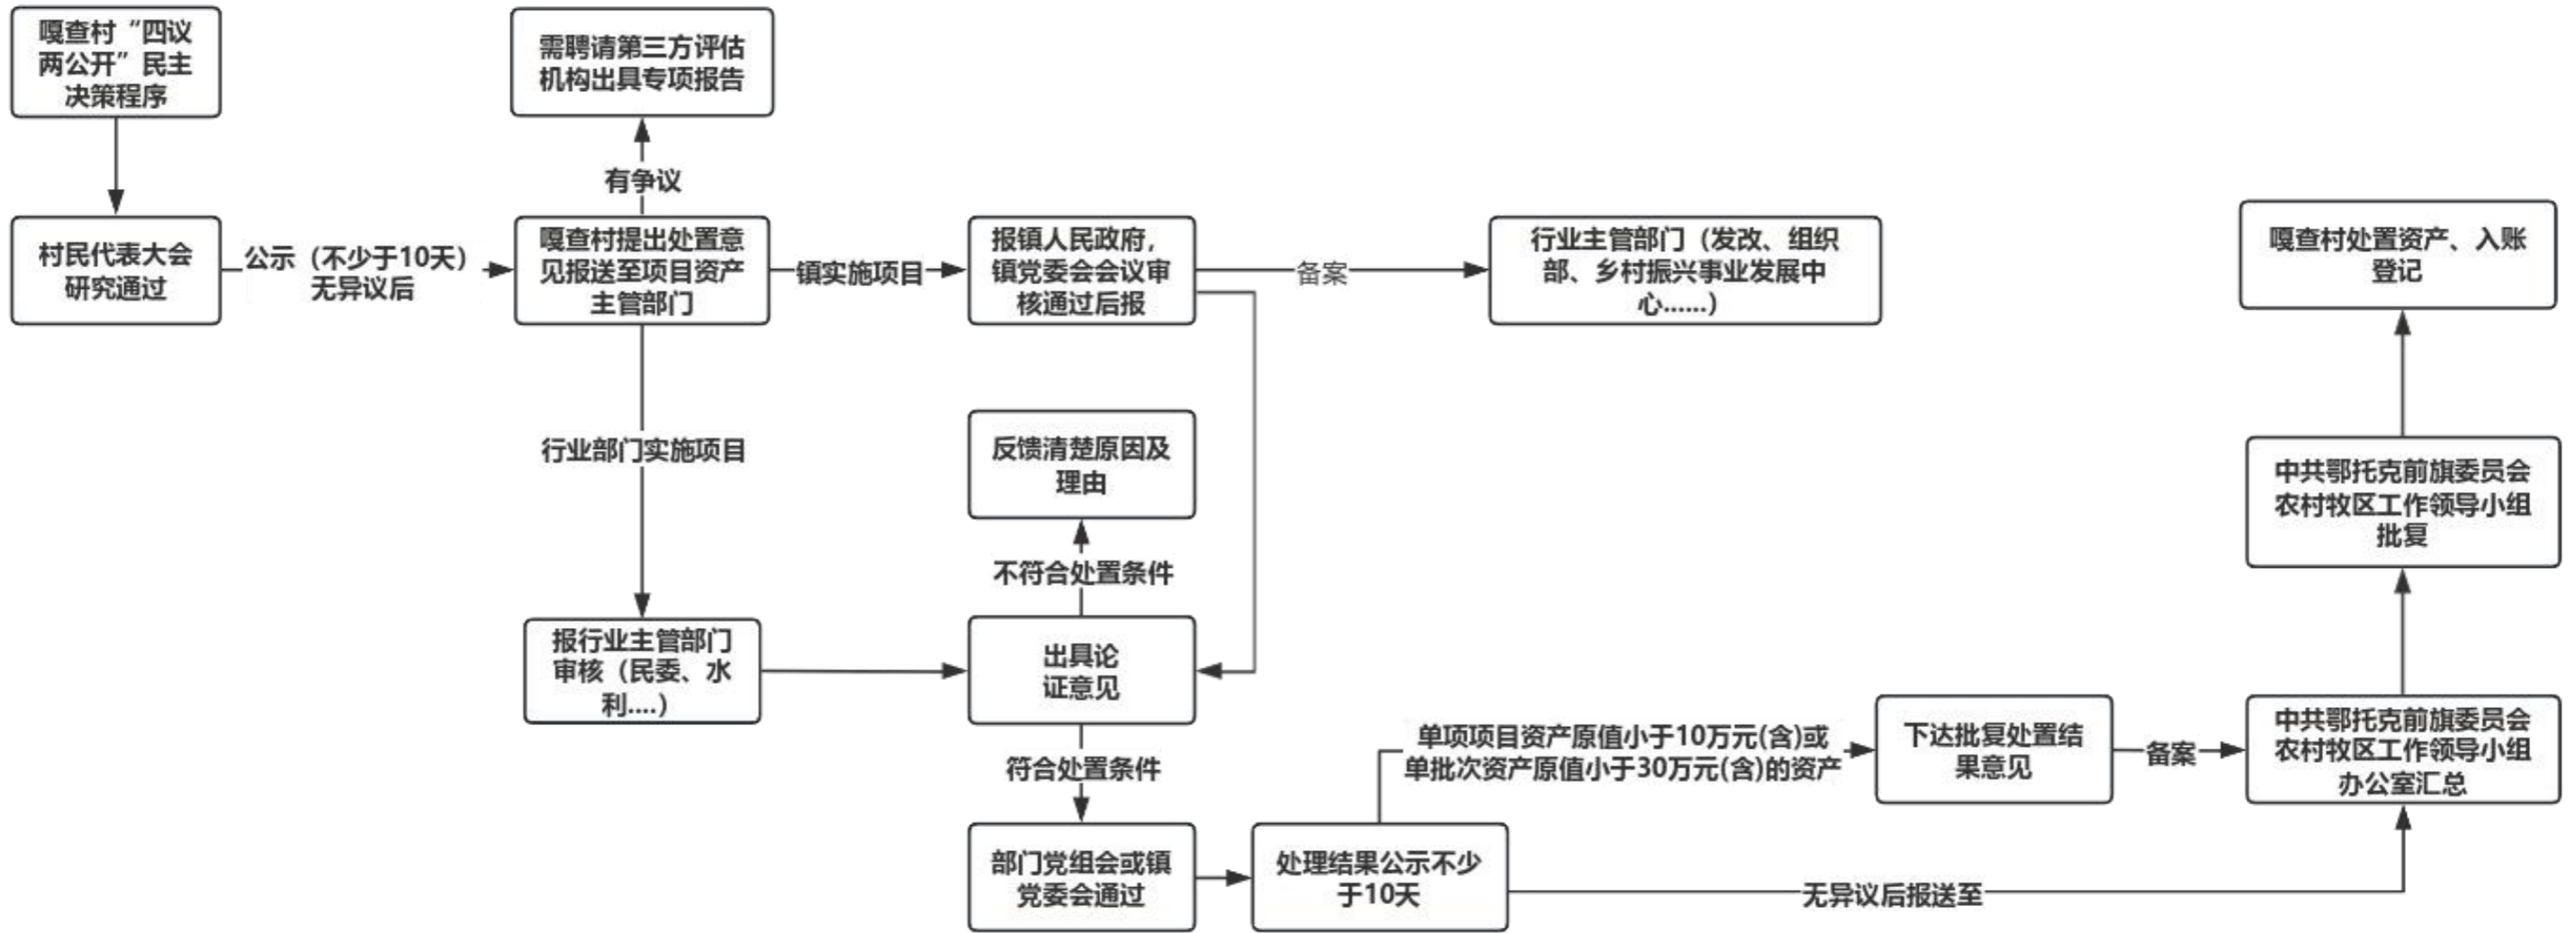 嘎查村“四议
两公开”民主
决策程序
需聘请第三方评估
机构出具专项报告
有争议
村民代表大会
研究通过
公示（不少于10天）
无异议后
嘎查村提出处置意
见报送至项目资产
主管部门
镇实施项目
报镇人民政府，
镇党委会会议审
核通过后报
备案
行业主管部门（发改、组织
部、乡村振兴事业发展中
心......）
嘎查村处置资产、入账
登记
行业部门实施项目
反馈清楚原因及
理由
中共鄂托克前旗委员会
农村牧区工作领导小组
批复
不符合处置条件
报行业主管部门
审核（民委、水
利....）
出具论
证意见
符合处置条件
单项项目资产原值小于10万元(含)或
单批次资产原值小于30万元(含)的资产
下达批复处置结
果意见
备案
中共鄂托克前旗委员会
农村牧区工作领导小组
办公室汇总
部门党组会或镇
党委会通过
处理结果公示不少
于10天
无异议后报送至